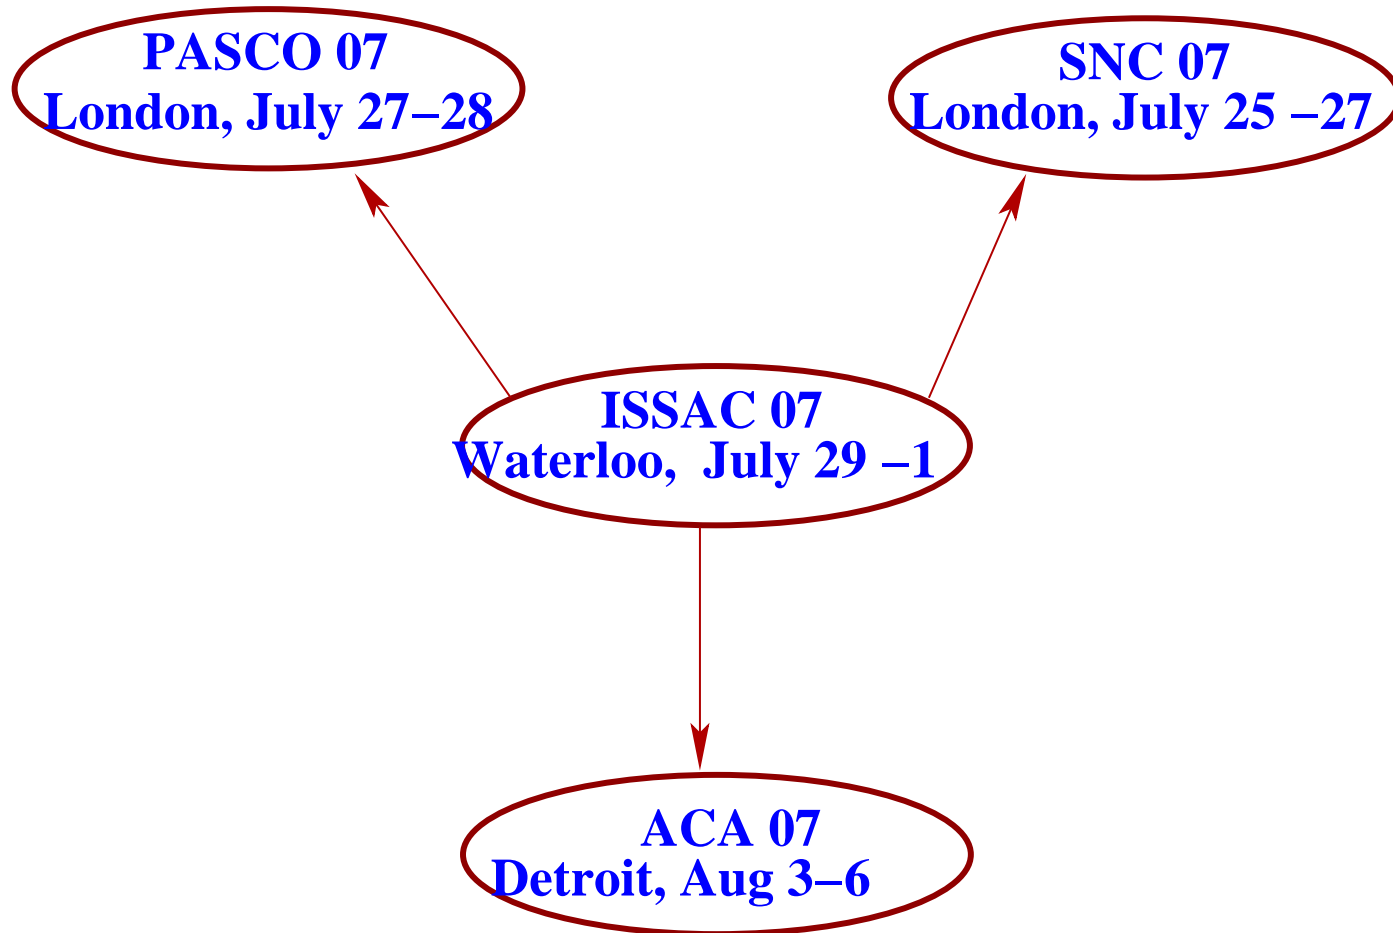 PASCO 07
London, July 27–28
SNC 07
London, July 25 –27
ISSAC 07
Waterloo,  July 29 –1
ACA 07
Detroit, Aug 3–6